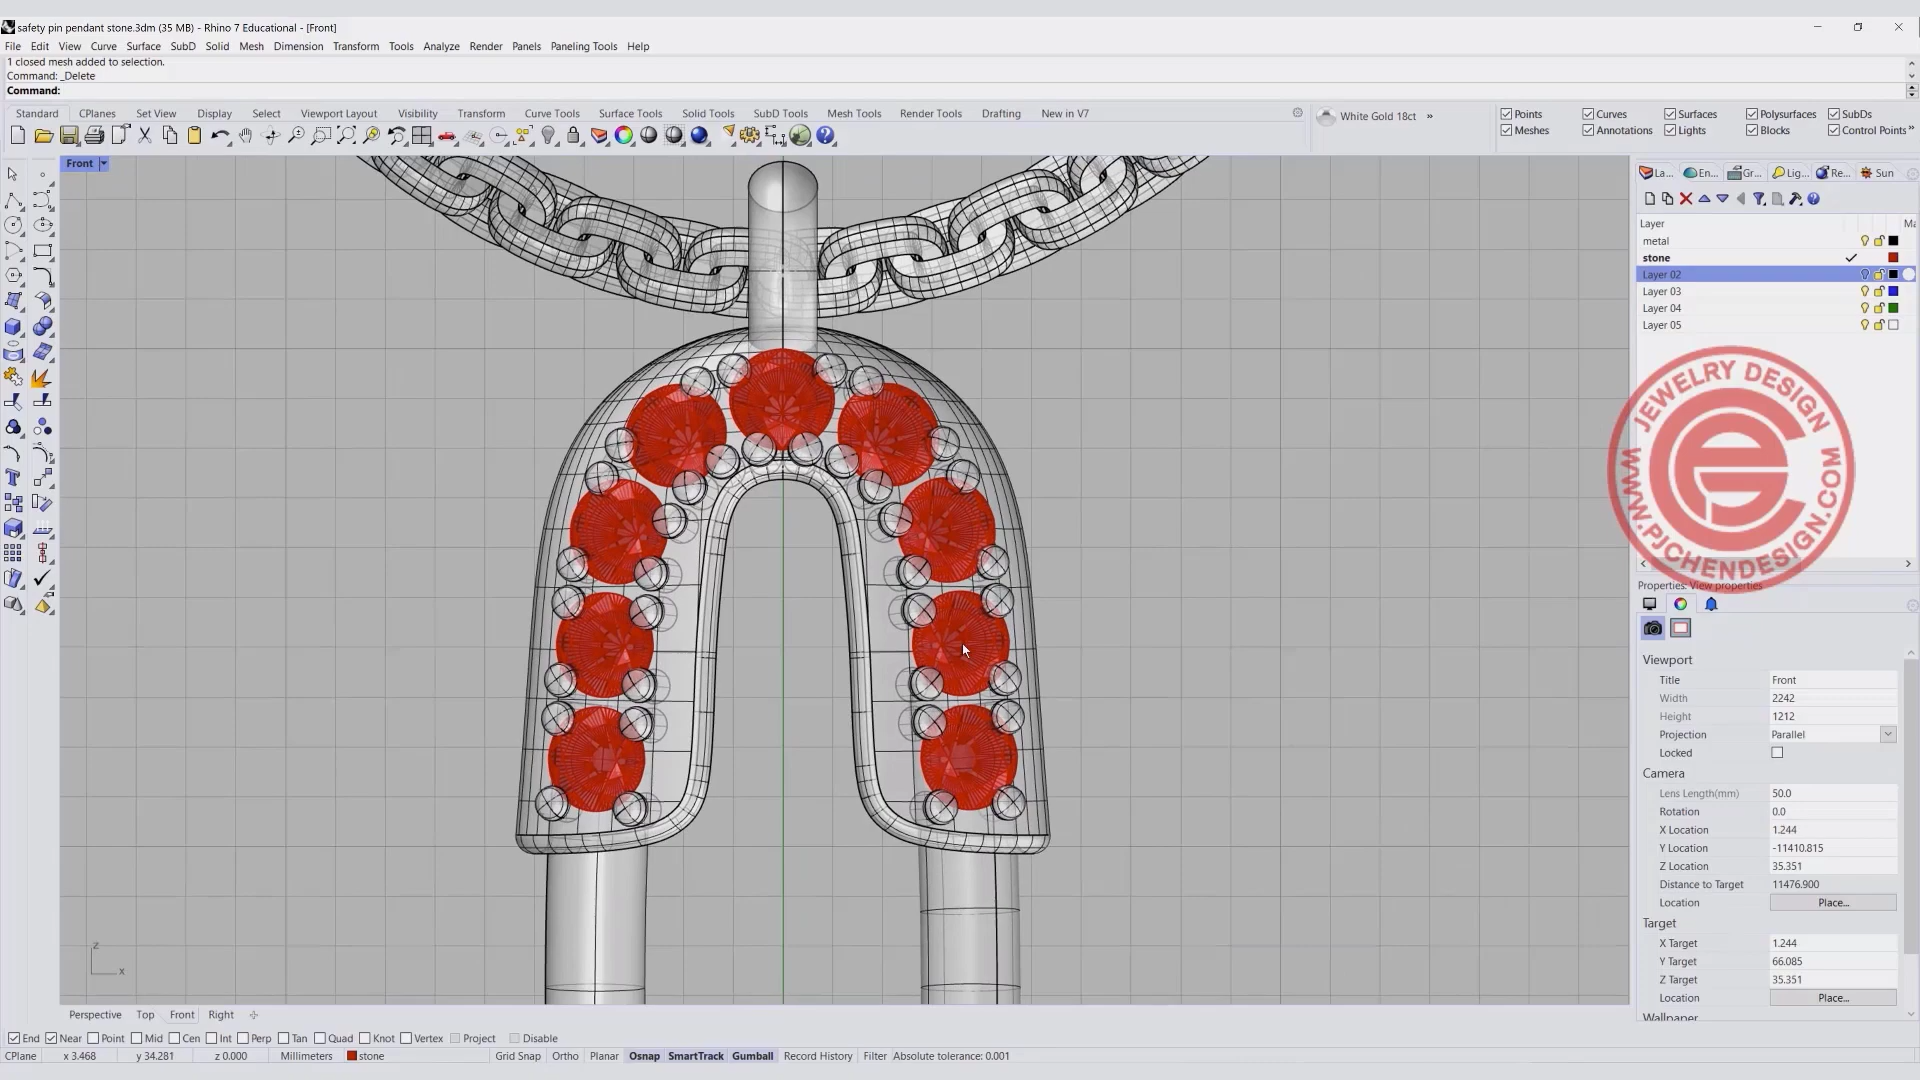 safety pin pendant stone.3dm (35 MB) - Rhino 7 Educational - [Front]
File Edit View Curve Surface SubD Solid Mesh Dimension Transform Tools Analyze Render Panels Paneling Tools Help
1 closed mesh added to selection.
Command: _Delete
Command:
Standard CPlanes Set View Display Select Viewport Layout Visibility Transform Curve Tools Surface Tools Solid Tools SubD Tools Mesh Tools Render Tools Drafting New in V7
White Gold 18ct »
Points Curves Surfaces Polysurfaces SubDs
Meshes Annotations Lights Blocks Control Points »
Front
La... En... Gr... Lig... Re... Sun
Layer Ma
metal
stone
Layer 02
Layer 03
Layer 04
Layer 05
JEWELRY DESIGN
WWW.PJCHENDESIGN.COM
Properties: View properties
Viewport
Title Front
Width 2242
Height 1212
Projection Parallel
Locked
Camera
Lens Length(mm) 50.0
Rotation 0.0
X Location 1.244
Y Location -11410.815
Z Location 35.351
Distance to Target 11476.900
Location Place...
Target
X Target 1.244
Y Target 66.085
Z Target 35.351
Location Place...
Wallpaper
z
x
Perspective Top Front Right
End Near Point Mid Cen Int Perp Tan Quad Knot Vertex Project Disable
CPlane x 3.468 y 34.281 z 0.000 Millimeters stone Grid Snap Ortho Planar Osnap SmartTrack Gumball Record History Filter Absolute tolerance: 0.001